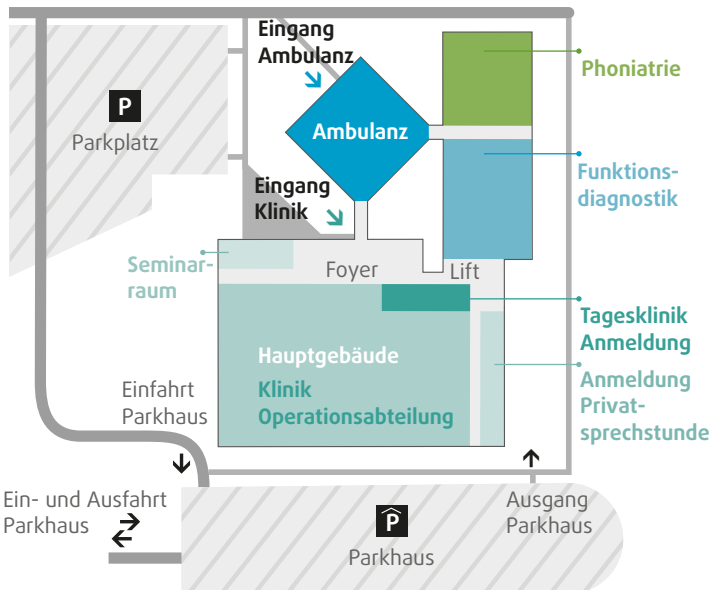 Eingang
Ambulanz
Phoniatrie
P
Parkplatz
Ambulanz
Funktions-
diagnostik
Eingang
Klinik
Seminar-
raum
Foyer
Lift
Tagesklinik
Anmeldung
Hauptgebäude
Klinik
Operationsabteilung
Anmeldung
Privat-
sprechstunde
Einfahrt
Parkhaus
Ein- und Ausfahrt
Parkhaus
P
Parkhaus
Ausgang
Parkhaus